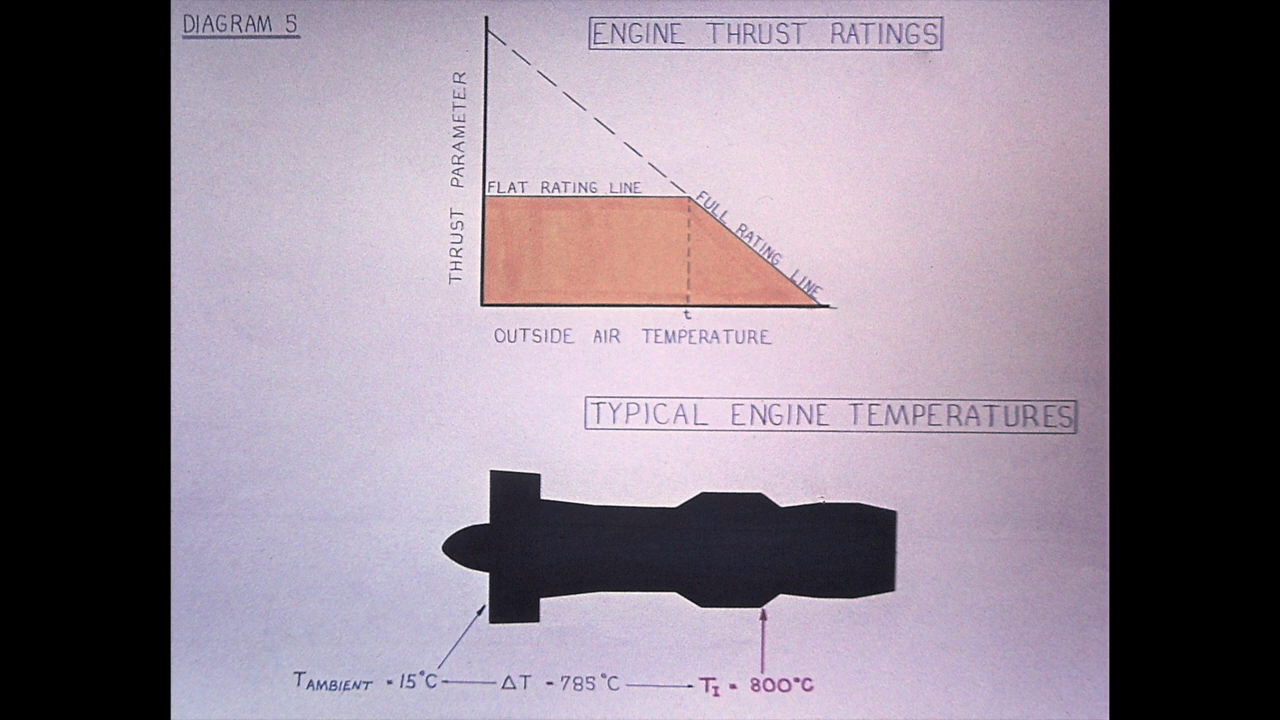 DIAGRAM 5
ENGINE THRUST RATINGS
THRUST PARAMETER
FLAT RATING LINE
FULL RATING LINE
t
OUTSIDE AIR TEMPERATURE
TYPICAL ENGINE TEMPERATURES
TAMBIENT = 15°C ΔT = 785°C TI = 800°C